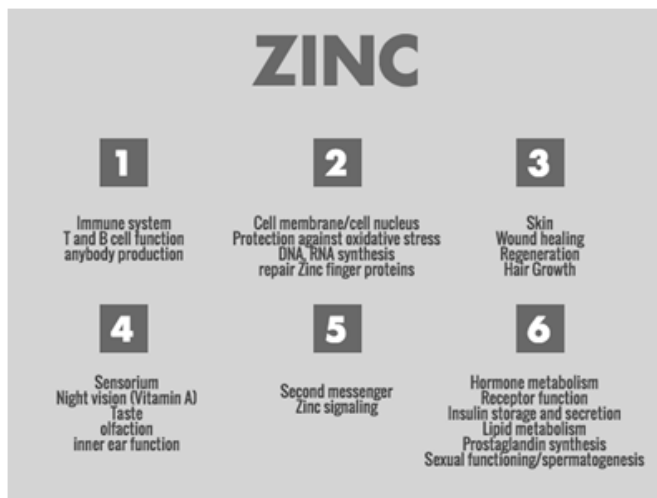 ZINC
1
Immune system
T and B cell function
anybody production
2
Cell membrane/cell nucleus
Protection against oxidative stress
DNA, RNA synthesis
repair Zinc finger proteins
3
Skin
Wound healing
Regeneration
Hair Growth
4
Sensorium
Night vision (Vitamin A)
Taste
olfaction
inner ear function
5
Second messenger
Zinc signaling
6
Hormone metabolism
Receptor function
Insulin storage and secretion
Lipid metabolism
Prostaglandin synthesis
Sexual functioning/spermatogenesis